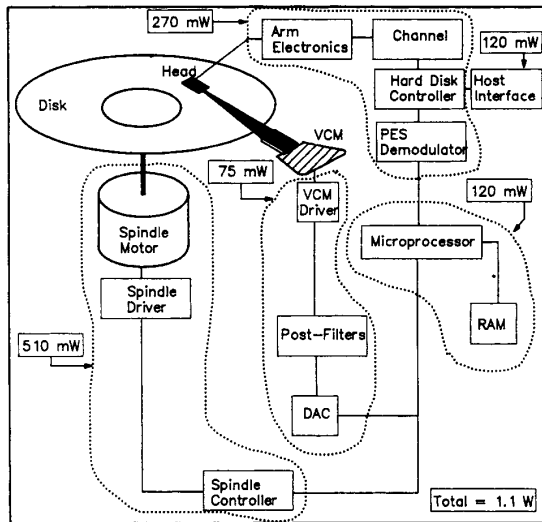 270 mW
Arm
Electronics
Channel
120 mW
Head
Disk
Hard Disk
Controller
Host
Interface
VCM
PES
Demodulator
75 mW
VCM
Driver
120 mW
Spindle
Motor
Microprocessor
Spindle
Driver
RAM
510 mW
Post-Filters
DAC
Spindle
Controller
Total = 1.1 W